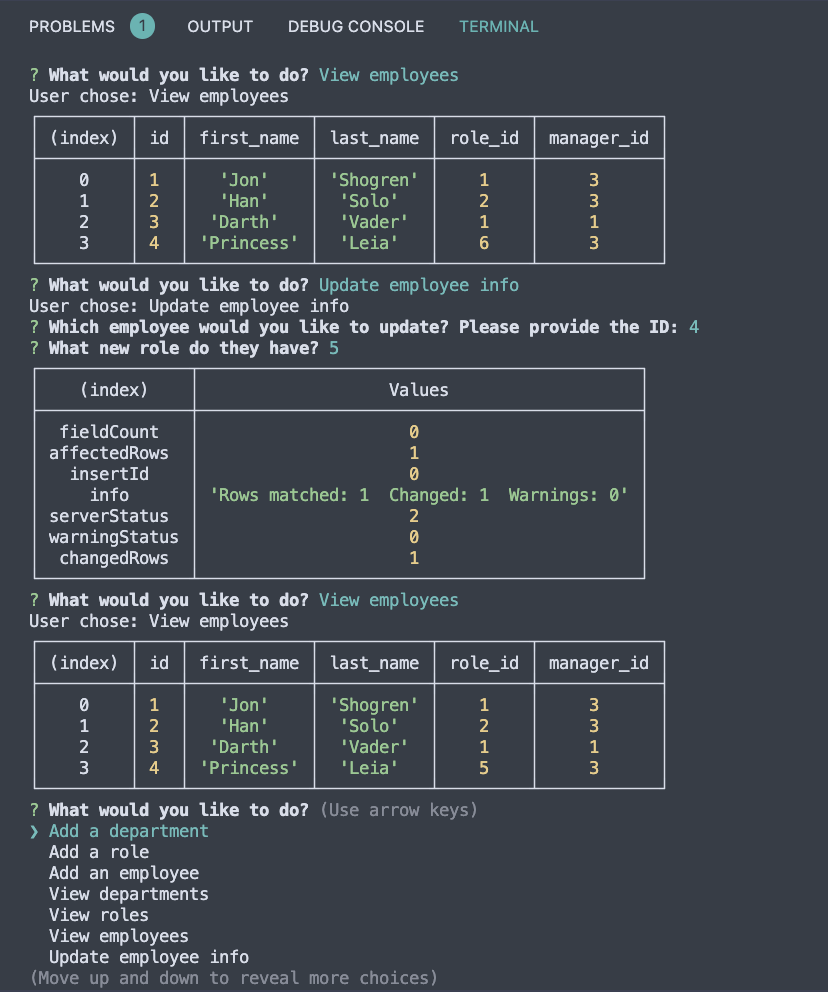 PROBLEMS 1 OUTPUT DEBUG CONSOLE TERMINAL
? What would you like to do? View employees
User chose: View employees
(index) id first_name last_name role_id manager_id
0 1 'Jon' 'Shogren' 1 3
1 2 'Han' 'Solo' 2 3
2 3 'Darth' 'Vader' 1 1
3 4 'Princess' 'Leia' 6 3
? What would you like to do? Update employee info
User chose: Update employee info
? Which employee would you like to update? Please provide the ID: 4
? What new role do they have? 5
(index) Values
fieldCount 0
affectedRows 1
insertId 0
info 'Rows matched: 1  Changed: 1  Warnings: 0'
serverStatus 2
warningStatus 0
changedRows 1
? What would you like to do? View employees
User chose: View employees
(index) id first_name last_name role_id manager_id
0 1 'Jon' 'Shogren' 1 3
1 2 'Han' 'Solo' 2 3
2 3 'Darth' 'Vader' 1 1
3 4 'Princess' 'Leia' 5 3
? What would you like to do? (Use arrow keys)
❯ Add a department
Add a role
Add an employee
View departments
View roles
View employees
Update employee info
(Move up and down to reveal more choices)